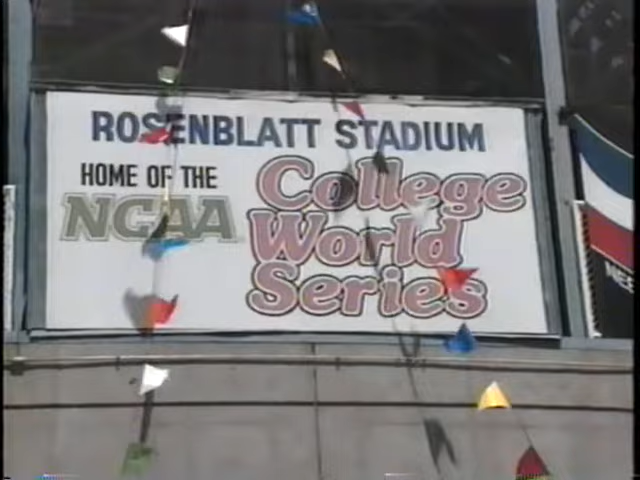 ROSENBLATT STADIUM
HOME OF THE
NCAA
College
World
Series